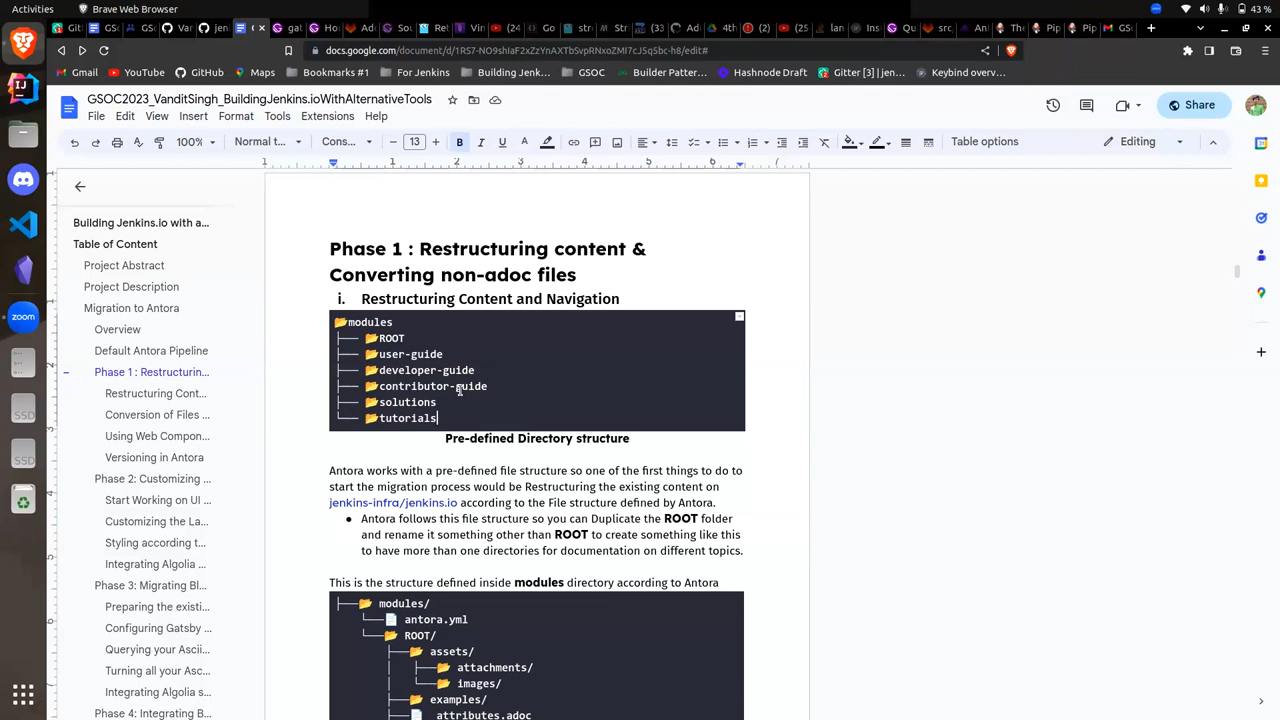 Activities
Brave Web Browser
43 %
docs.google.com/document/d/1RS7-NO9shIaF2xZzYnAXTbSvpRNxoZMI7cJSqSbc-h8/edit#
Gmail
YouTube
GitHub
Maps
Bookmarks #1
For Jenkins
Building Jenk...
GSOC
Builder Patter...
Hashnode Draft
Gitter [3] | jen...
Keybind overv...
GSOC2023_VanditSingh_BuildingJenkins.ioWithAlternativeTools
File Edit View Insert Format Tools Extensions Help
Share
100%
Normal t...
Cons...
13
Table options
Editing
Building Jenkins.io with a...
Table of Content
Project Abstract
Project Description
Migration to Antora
Overview
Default Antora Pipeline
Phase 1 : Restructurin...
Restructuring Cont...
Conversion of Files ...
Using Web Compon...
Versioning in Antora
Phase 2: Customizing ...
Start Working on UI ...
Customizing the La...
Styling according t...
Integrating Algolia ...
Phase 3: Migrating Bl...
Preparing the existi...
Configuring Gatsby ...
Querying your Ascii...
Turning all your Asc...
Integrating Algolia s...
Phase 4: Integrating B...
Phase 1 : Restructuring content &
Converting non-adoc files
i. Restructuring Content and Navigation
modules
ROOT
user-guide
developer-guide
contributor-guide
solutions
tutorials
Pre-defined Directory structure
Antora works with a pre-defined file structure so one of the first things to do to
start the migration process would be Restructuring the existing content on
jenkins-infra/jenkins.io according to the File structure defined by Antora.
● Antora follows this file structure so you can Duplicate the ROOT folder
and rename it something other than ROOT to create something like this
to have more than one directories for documentation on different topics.
This is the structure defined inside modules directory according to Antora
modules/
antora.yml
ROOT/
assets/
attachments/
images/
examples/
attributes.adoc